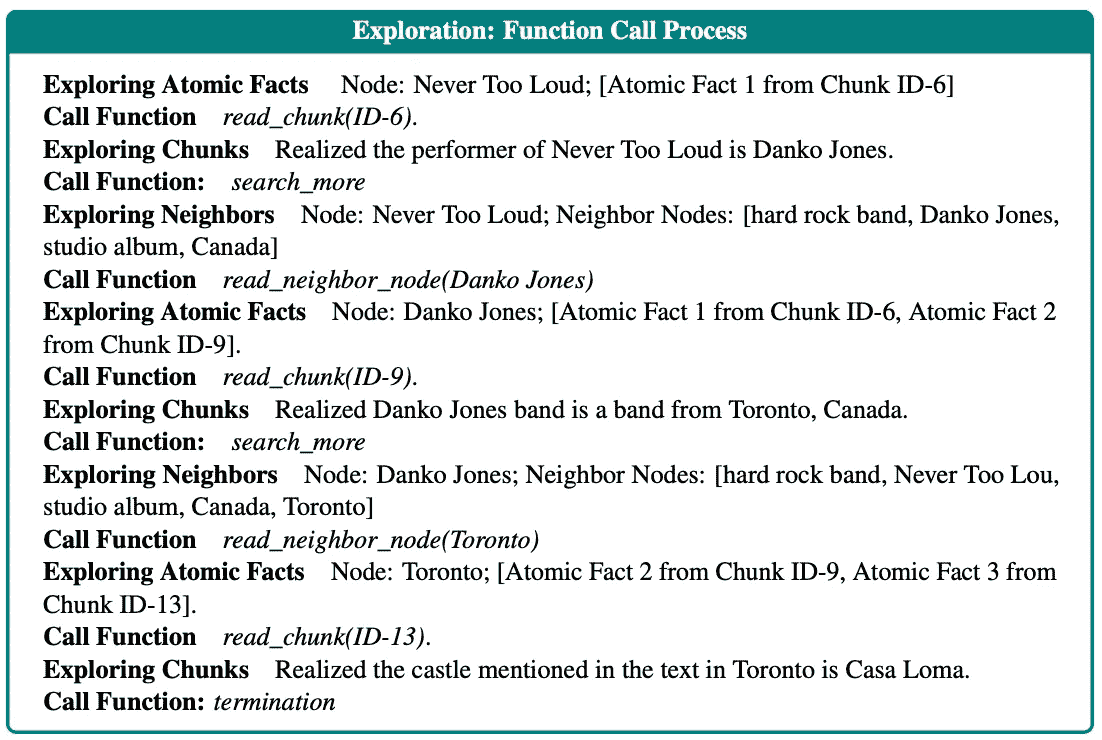 Exploration: Function Call Process
Exploring Atomic Facts Node: Never Too Loud; [Atomic Fact 1 from Chunk ID-6]
Call Function read_chunk(ID-6).
Exploring Chunks Realized the performer of Never Too Loud is Danko Jones.
Call Function: search_more
Exploring Neighbors Node: Never Too Loud; Neighbor Nodes: [hard rock band, Danko Jones,
studio album, Canada]
Call Function read_neighbor_node(Danko Jones)
Exploring Atomic Facts Node: Danko Jones; [Atomic Fact 1 from Chunk ID-6, Atomic Fact 2
from Chunk ID-9].
Call Function read_chunk(ID-9).
Exploring Chunks Realized Danko Jones band is a band from Toronto, Canada.
Call Function: search_more
Exploring Neighbors Node: Danko Jones; Neighbor Nodes: [hard rock band, Never Too Lou,
studio album, Canada, Toronto]
Call Function read_neighbor_node(Toronto)
Exploring Atomic Facts Node: Toronto; [Atomic Fact 2 from Chunk ID-9, Atomic Fact 3 from
Chunk ID-13].
Call Function read_chunk(ID-13).
Exploring Chunks Realized the castle mentioned in the text in Toronto is Casa Loma.
Call Function: termination